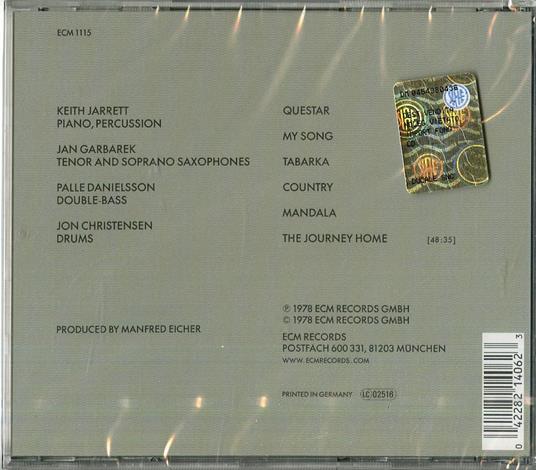 ECM 1115
KEITH JARRETT
PIANO, PERCUSSION
JAN GARBAREK
TENOR AND SOPRANO SAXOPHONES
PALLE DANIELSSON
DOUBLE-BASS
JON CHRISTENSEN
DRUMS
PRODUCED BY MANFRED EICHER
QUESTAR
MY SONG
TABARKA
COUNTRY
MANDALA
THE JOURNEY HOME [48:35]
℗ 1978 ECM RECORDS GMBH
© 1978 ECM RECORDS GMBH
ECM RECORDS
POSTFACH 600 331, 81203 MÜNCHEN
WWW.ECMRECORDS.COM
PRINTED IN GERMANY LC 02516
SIAE
DUCALE SNC
0 42282 14062 3